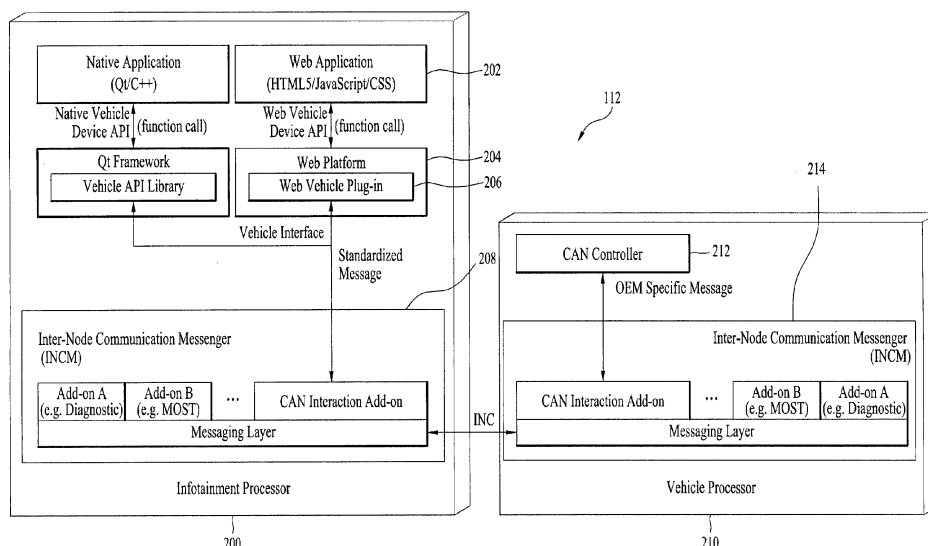 Native Application
(Qt/C++)
Web Application
(HTML5/JavaScript/CSS)
202
Native Vehicle
Device API
(function call)
Web Vehicle
Device API
(function call)
112
Qt Framework
Vehicle API Library
Web Platform
Web Vehicle Plug-in
204
206
Vehicle Interface
Standardized
Message
208
Inter-Node Communication Messenger
(INCM)
Add-on A
(e.g. Diagnostic)
Add-on B
(e.g. MOST)
...
CAN Interaction Add-on
Messaging Layer
Infotainment Processor
200
INC
214
CAN Controller
212
OEM Specific Message
Inter-Node Communication Messenger
(INCM)
CAN Interaction Add-on
...
Add-on B
(e.g. MOST)
Add-on A
(e.g. Diagnostic)
Messaging Layer
Vehicle Processor
210